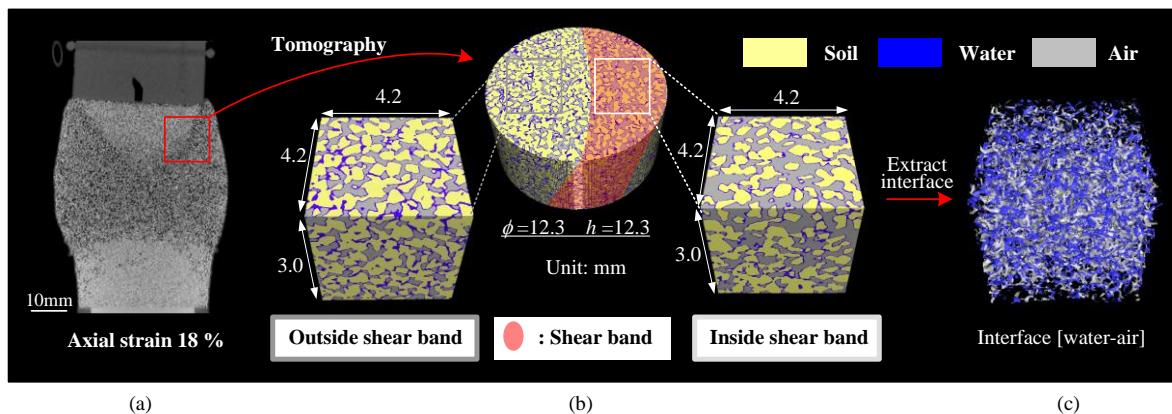 Tomography
Soil
Water
Air
4.2
4.2
3.0
4.2
4.2
3.0
ϕ=12.3 h=12.3
Unit: mm
Extract
interface
10mm
Axial strain 18 %
Outside shear band
: Shear band
Inside shear band
Interface [water-air]
(a)
(b)
(c)